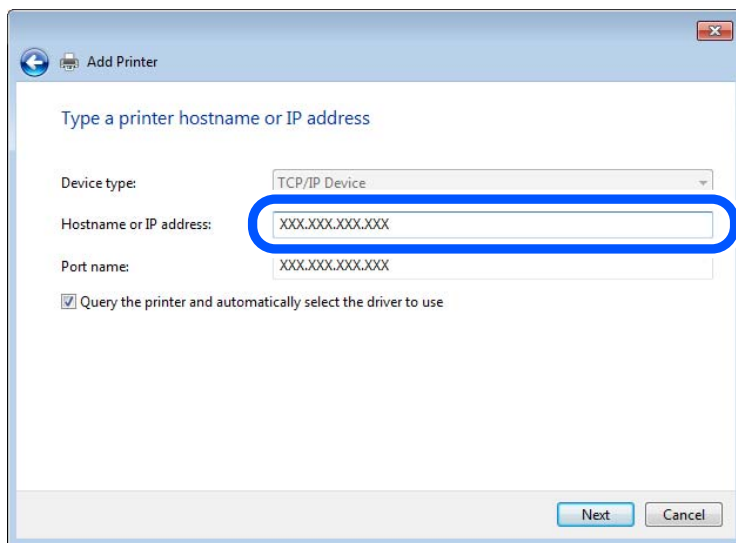 Add Printer
Type a printer hostname or IP address
Device type: TCP/IP Device
Hostname or IP address: XXX.XXX.XXX.XXX
Port name: XXX.XXX.XXX.XXX
Query the printer and automatically select the driver to use
Next Cancel